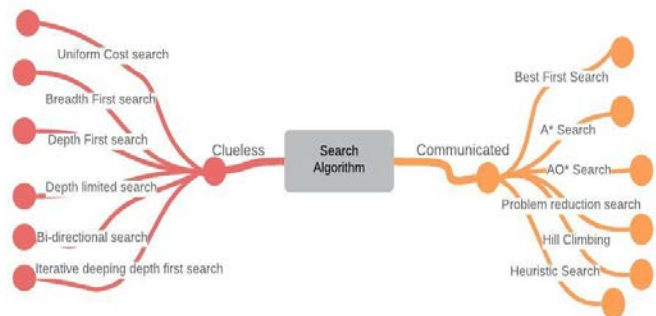 Uniform Cost search
Breadth First search
Depth First search
Depth limited search
Bi-directional search
Iterative deeping depth first search
Clueless
Search
Algorithm
Communicated
Best First Search
A* Search
AO* Search
Problem reduction search
Hill Climbing
Heuristic Search